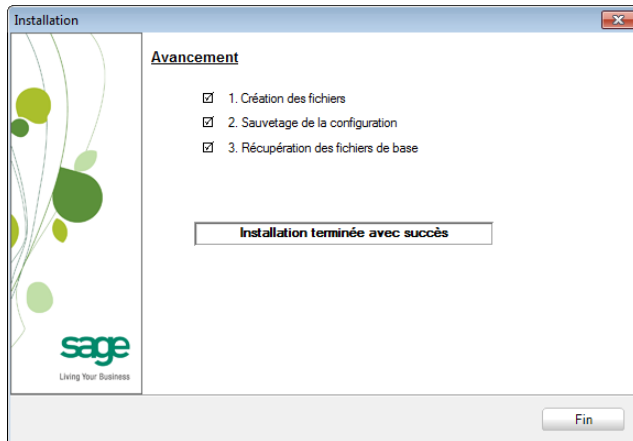 Installation
Avancement
1. Création des fichiers
2. Sauvetage de la configuration
3. Récupération des fichiers de base
Installation terminée avec succès
sage
Living Your Business
Fin